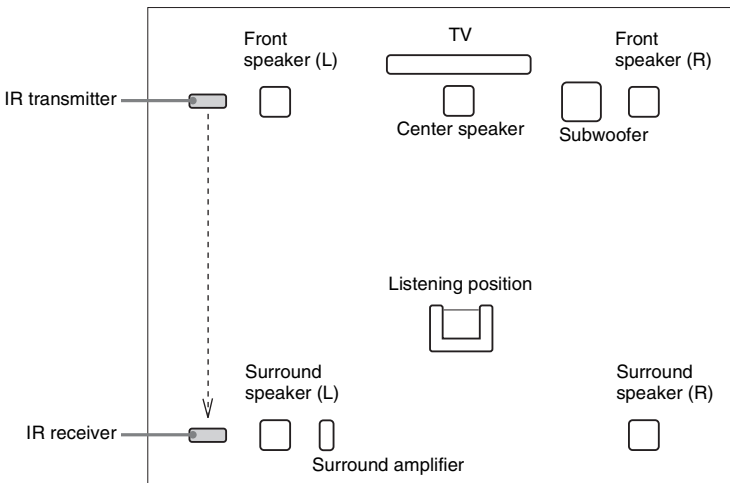 Front
speaker (L)
TV
Front
speaker (R)
IR transmitter
Center speaker
Subwoofer
Listening position
Surround
speaker (L)
Surround
speaker (R)
IR receiver
Surround amplifier